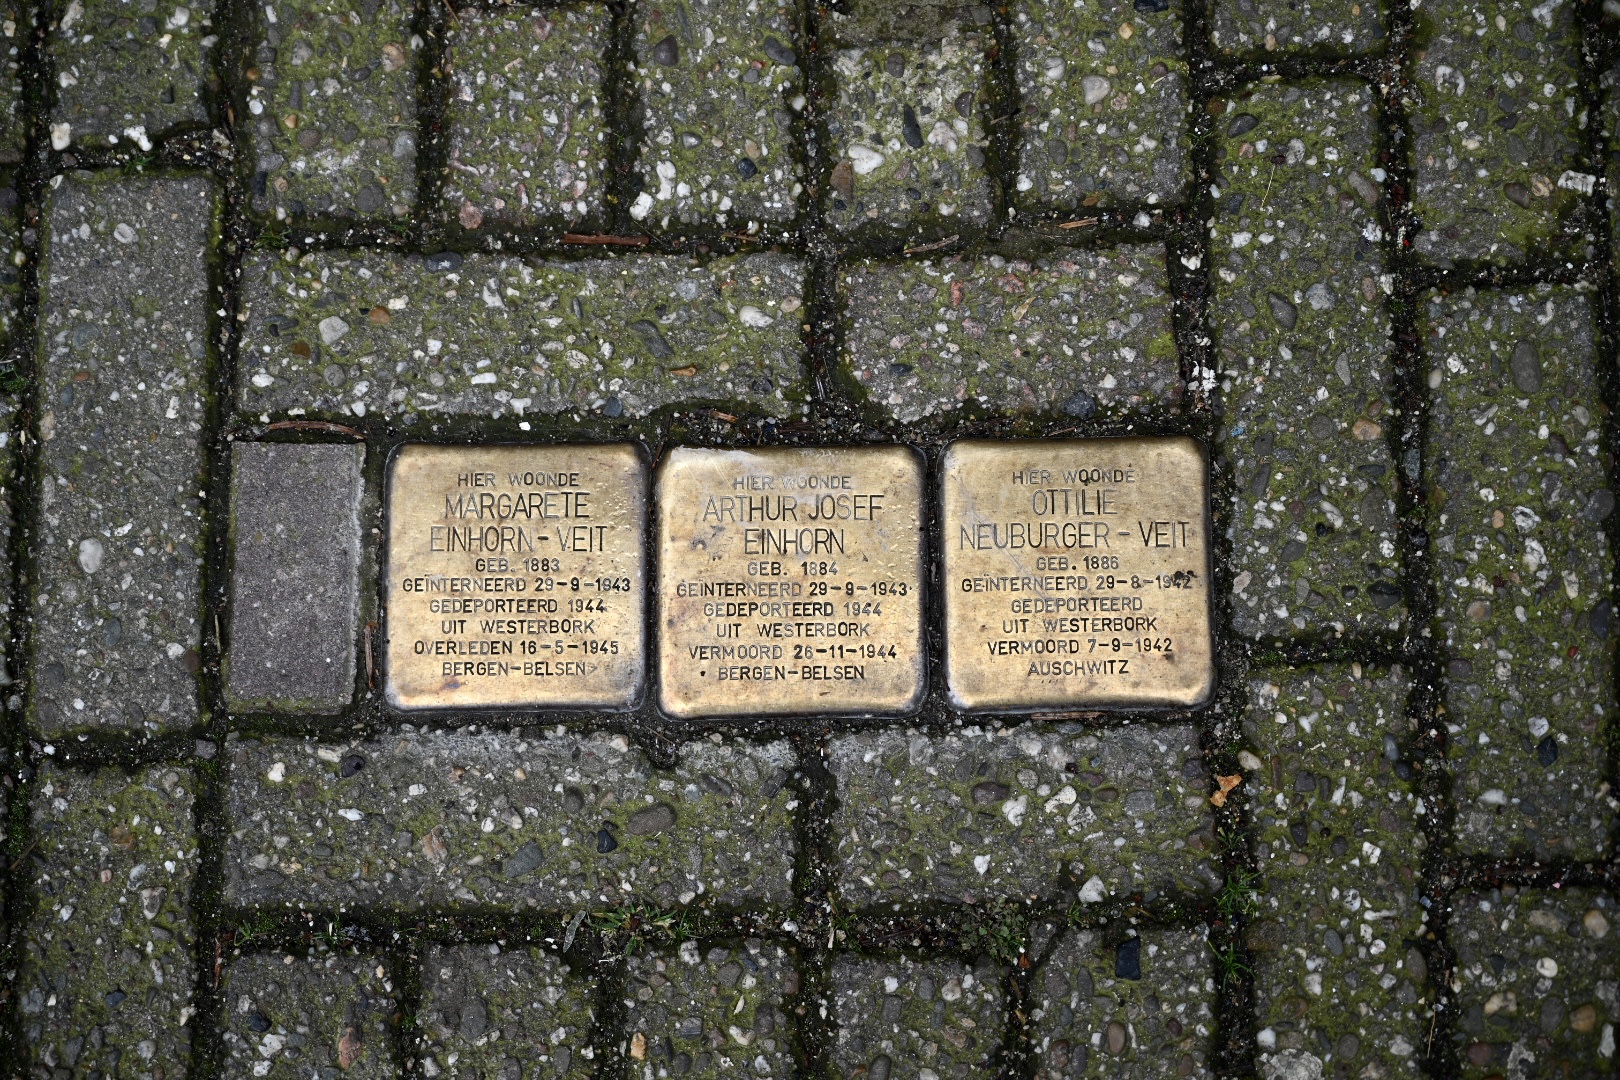 HIER WOONDE
MARGARETE
EINHORN-VEIT
GEB. 1883
GEÏNTERNEERD 29-9-1943
GEDEPORTEERD 1944
UIT WESTERBORK
OVERLEDEN 16-5-1945
BERGEN-BELSEN
HIER WOONDE
ARTHUR JOSEF
EINHORN
GEB. 1884
GEÏNTERNEERD 29-9-1943
GEDEPORTEERD 1944
UIT WESTERBORK
VERMOORD 26-11-1944
BERGEN-BELSEN
HIER WOONDE
OTTILIE
NEUBURGER-VEIT
GEB. 1886
GEÏNTERNEERD 29-8-1942
GEDEPORTEERD
UIT WESTERBORK
VERMOORD 7-9-1942
AUSCHWITZ